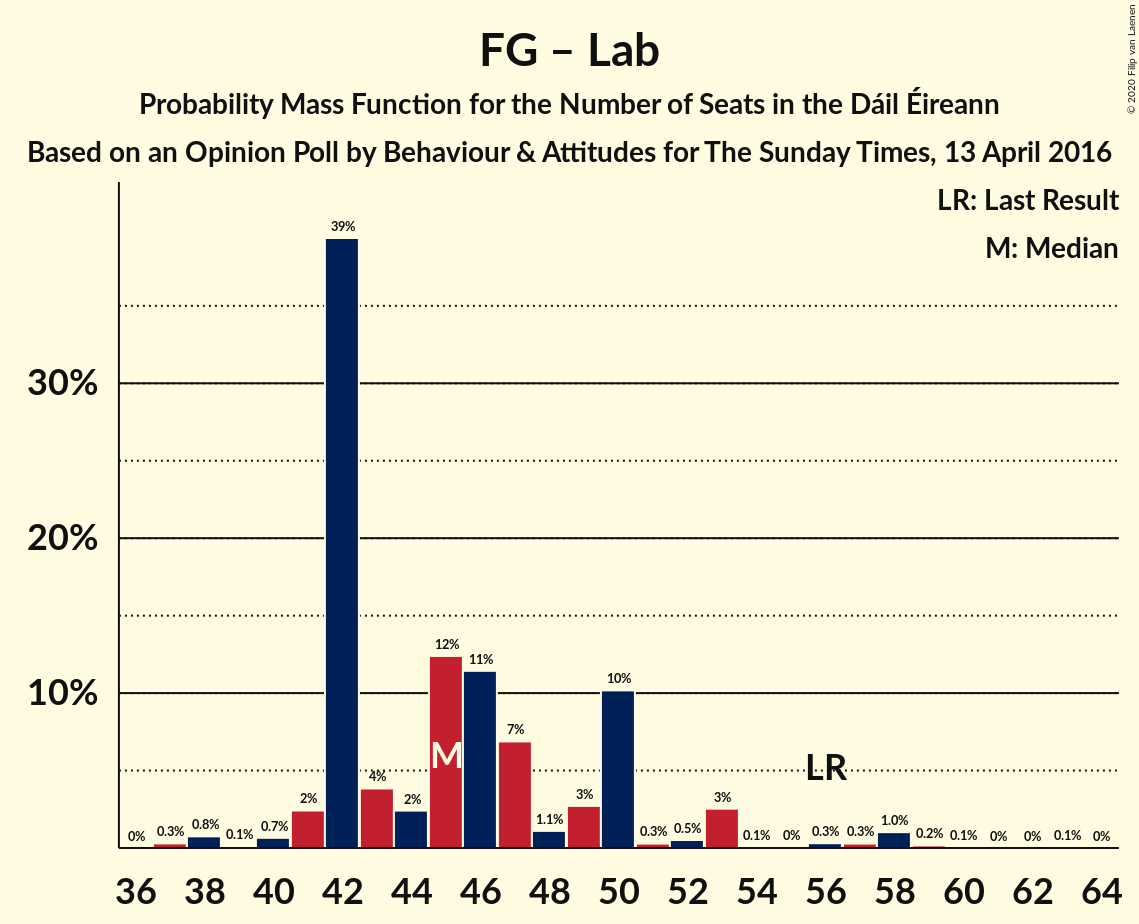 FG – Lab
Probability Mass Function for the Number of Seats in the Dáil Éireann
Based on an Opinion Poll by Behaviour & Attitudes for The Sunday Times, 13 April 2016
© 2020 Filip van Laenen
LR: Last Result
M: Median
30%
20%
10%
0% 0.3% 0.8% 0.1% 0.7% 2% 39% 4% 2% 12% 11% 7% 1.1% 3% 10% 0.3% 0.5% 3% 0.1% 0% 0.3% 0.3% 1.0% 0.2% 0.1% 0% 0% 0.1% 0%
M
LR
36 38 40 42 44 46 48 50 52 54 56 58 60 62 64